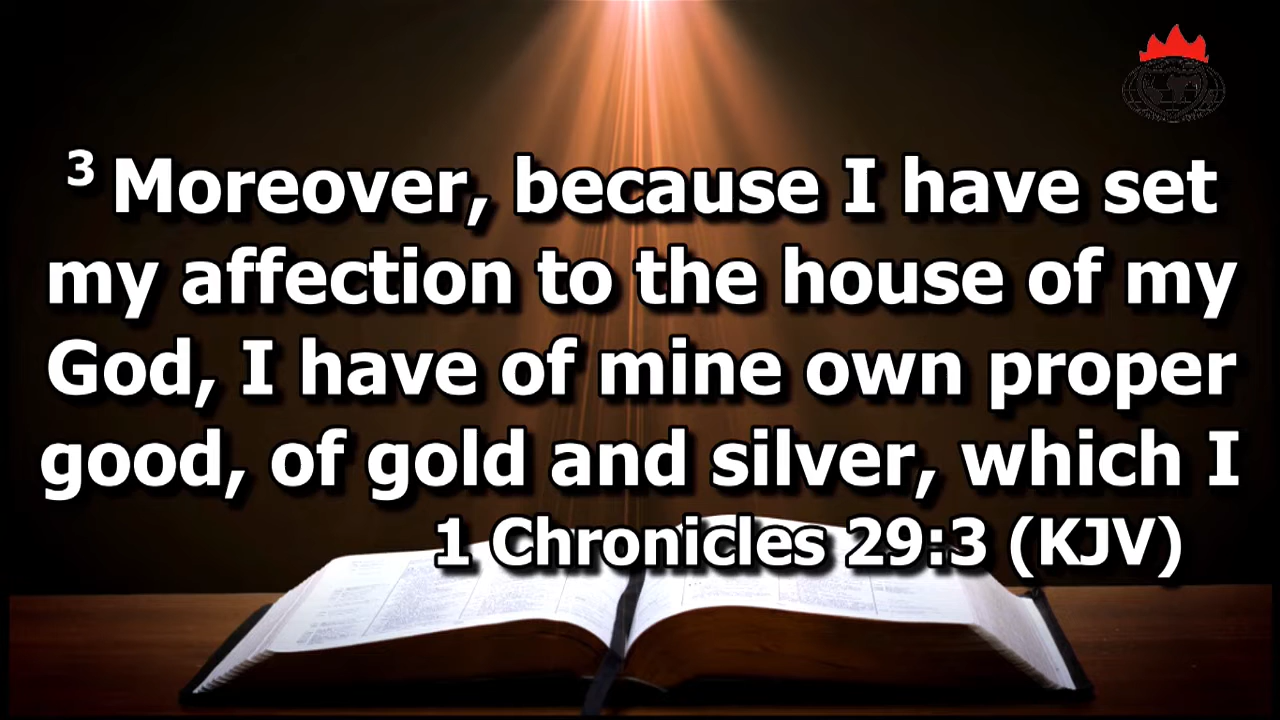 3 Moreover, because I have set
my affection to the house of my
God, I have of mine own proper
good, of gold and silver, which I
1 Chronicles 29:3 (KJV)